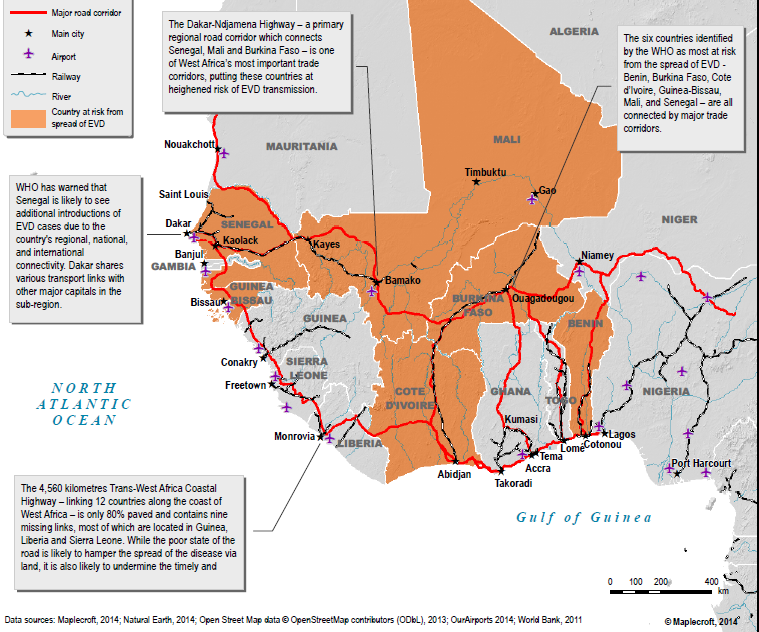 Major road corridor
Main city
Airport
Railway
River
Country at risk from
spread of EVD
The Dakar-Ndjamena Highway – a primary
regional road corridor which connects
Senegal, Mali and Burkina Faso – is one
of West Africa's most important trade
corridors, putting these countries at
heighened risk of EVD transmission.
The six countries identified
by the WHO as most at risk
from the spread of EVD -
Benin, Burkina Faso, Cote
d'Ivoire, Guinea-Bissau,
Mali, and Senegal – are all
connected by major trade
corridors.
ALGERIA
MAURITANIA
MALI
Nouakchott
Timbuktu
Gao
WHO has warned that
Senegal is likely to see
additional introductions of
EVD cases due to the
country's regional, national,
and international
connectivity. Dakar shares
various transport links with
other major capitals in the
sub-region.
Saint Louis
Dakar
SENEGAL
Kaolack
Kayes
Banjul
GAMBIA
NIGER
Niamey
Bamako
GUINEA
BISSAU
Bissau
BURKINA
FASO
Ouagadougou
GUINEA
BENIN
Conakry
SIERRA
LEONE
Freetown
COTE
D'IVOIRE
GHANA
TOGO
NIGERIA
NORTH
ATLANTIC
OCEAN
Kumasi
Monrovia
LIBERIA
Lagos
Cotonou
Lome
Tema
Accra
Abidjan
Takoradi
Port Harcourt
The 4,560 kilometres Trans-West Africa Coastal
Highway – linking 12 countries along the coast of
West Africa – is only 80% paved and contains nine
missing links, most of which are located in Guinea,
Liberia and Sierra Leone. While the poor state of the
road is likely to hamper the spread of the disease via
land, it is also likely to undermine the timely and
Gulf of Guinea
0 100 200 400
km
Data sources: Maplecroft, 2014; Natural Earth, 2014; Open Street Map data © OpenStreetMap contributors (ODbL), 2013; OurAirports 2014; World Bank, 2011
© Maplecroft, 2014